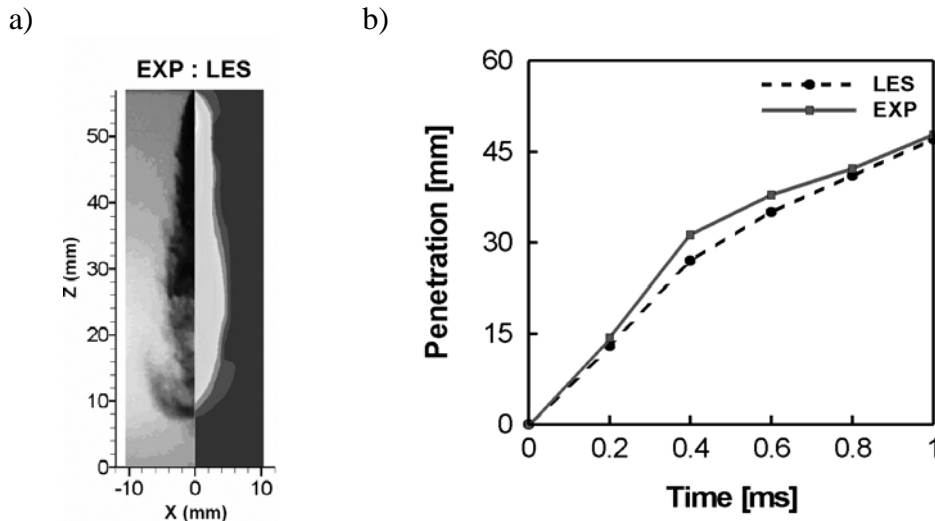 a)
EXP : LES
50
40
30
20
10
0
Z (mm)
-10 0 10
X (mm)
b)
60
45
30
15
0
Penetration [mm]
LES
EXP
0 0.2 0.4 0.6 0.8 1
Time [ms]